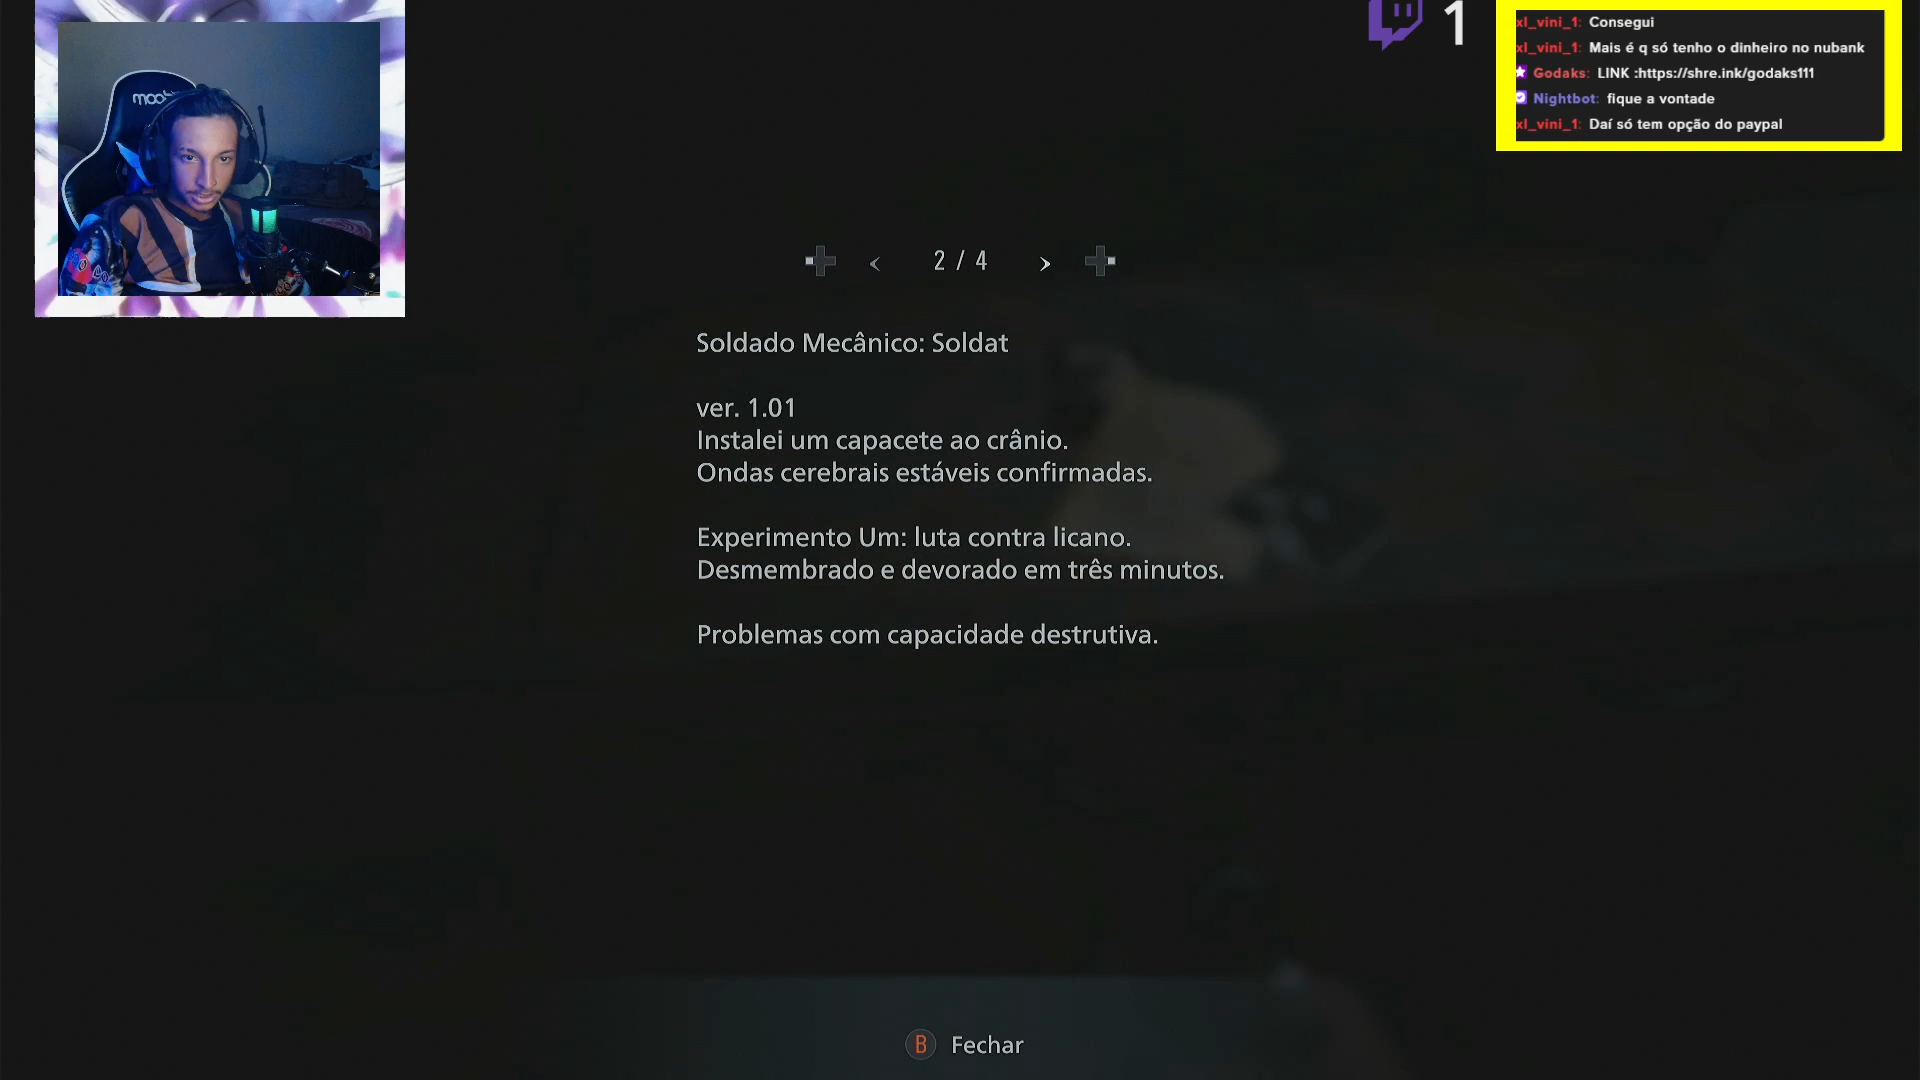 moob
1
xl_vini_1: Consegui
xl_vini_1: Mais é q só tenho o dinheiro no nubank
Godaks: LINK :https://shre.ink/godaks111
Nightbot: fique a vontade
xl_vini_1: Daí só tem opção do paypal
< 2 / 4 >
Soldado Mecânico: Soldat
ver. 1.01
Instalei um capacete ao crânio.
Ondas cerebrais estáveis confirmadas.
Experimento Um: luta contra licano.
Desmembrado e devorado em três minutos.
Problemas com capacidade destrutiva.
B Fechar